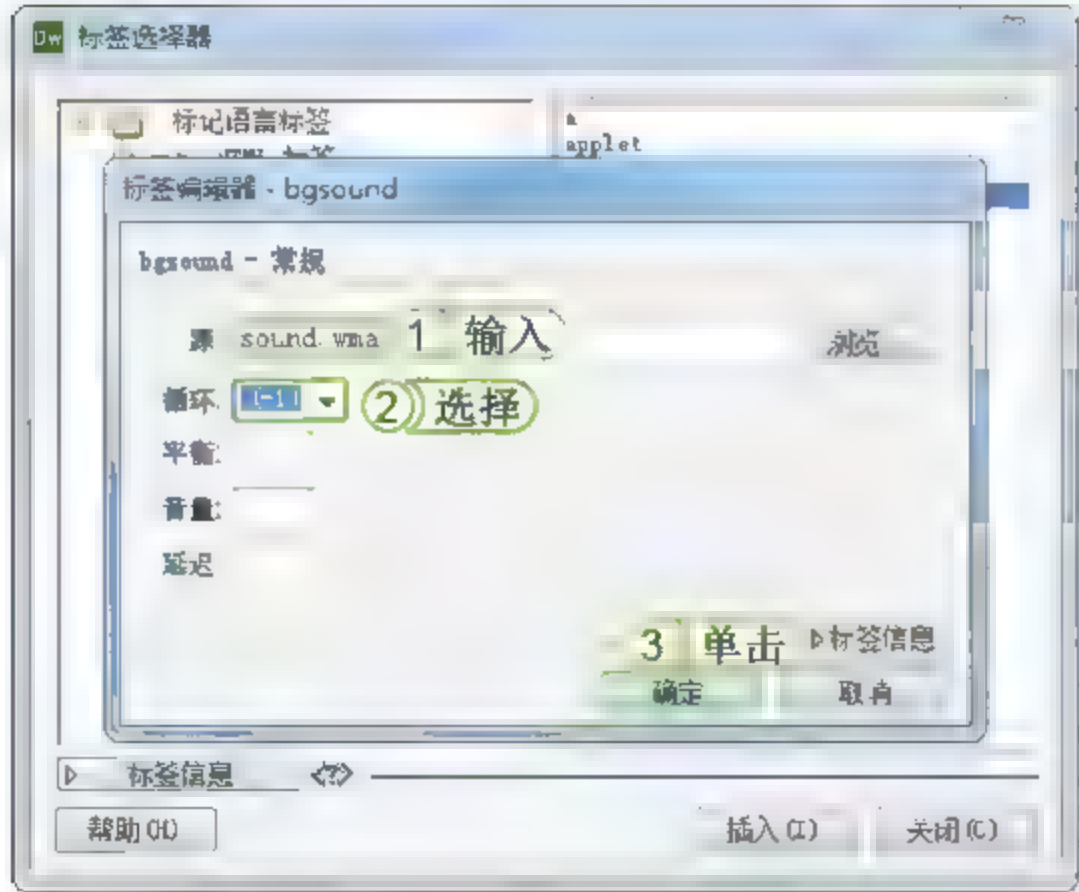 Dw 标签选择器
标记语言标签
a
applet
标签
标签编辑器 - bgsound
bgsound - 常规
源 sound.wma 1 输入 浏览
循环: (-1) 2 选择
平衡:
音量:
延迟
3 单击 标签信息
确定 取消
标签信息 <?>
帮助(H) 插入(I) 关闭(C)